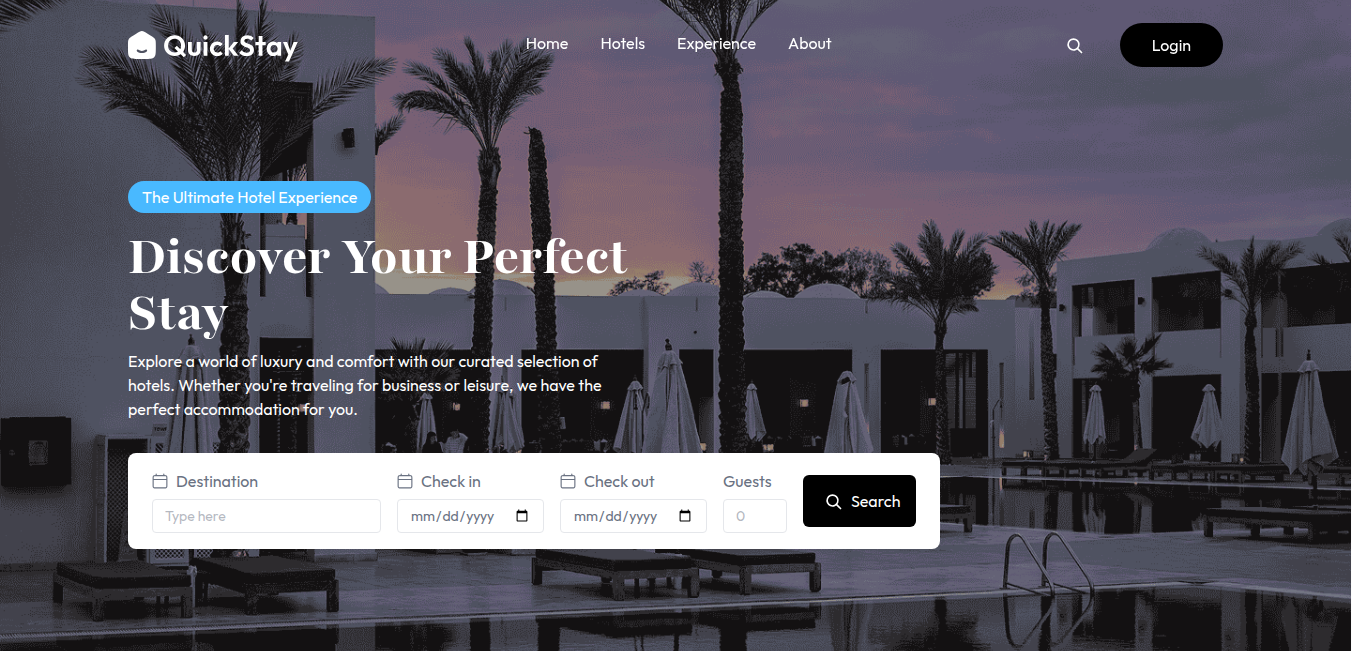 QuickStay
Home Hotels Experience About
Login
The Ultimate Hotel Experience
Discover Your Perfect
Stay
Explore a world of luxury and comfort with our curated selection of
hotels. Whether you're traveling for business or leisure, we have the
perfect accommodation for you.
Destination Check in Check out Guests
Type here mm/dd/yyyy mm/dd/yyyy 0
Search